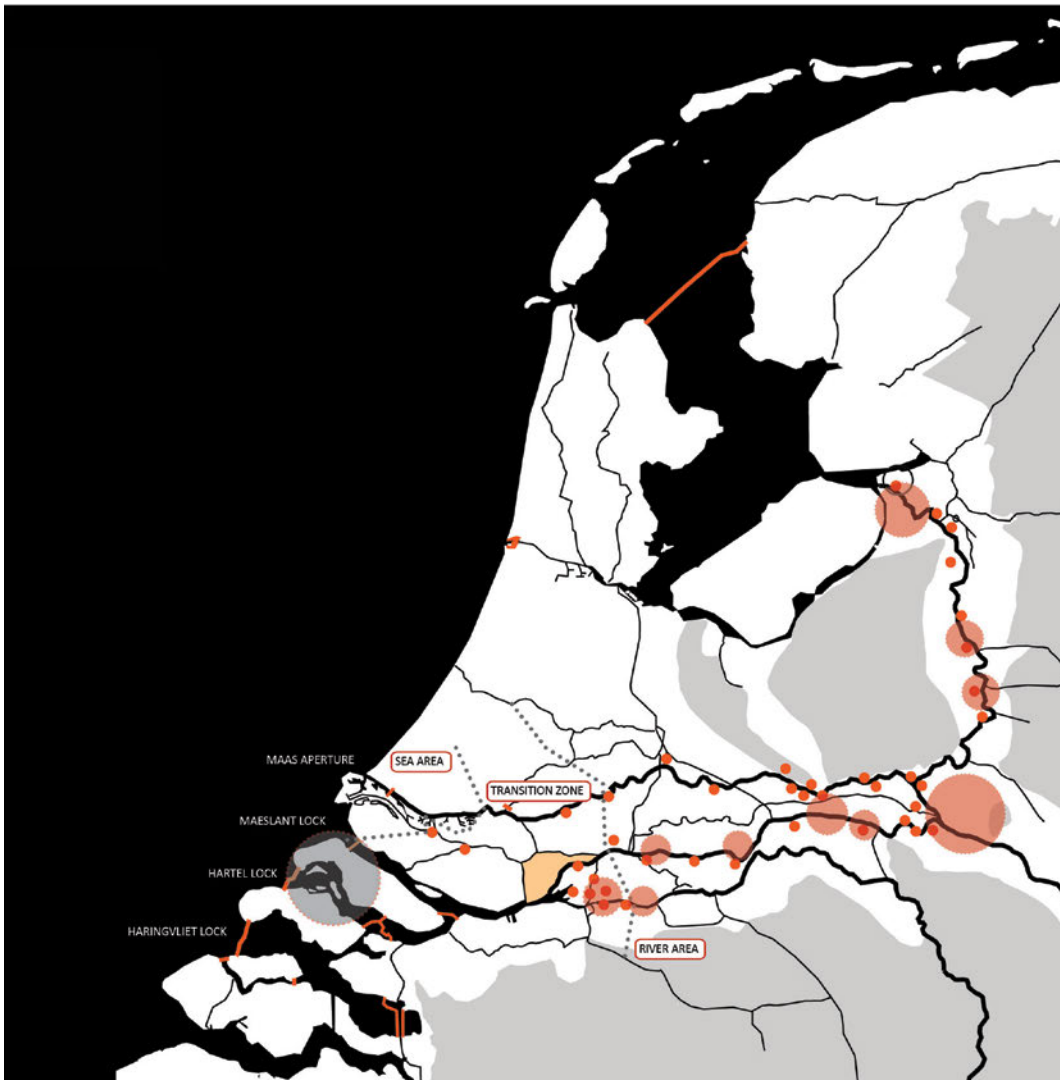 MAAS APERTURE
SEA AREA
TRANSITION ZONE
MAESLANT LOCK
HARTEL LOCK
HARINGVLIET LOCK
RIVER AREA